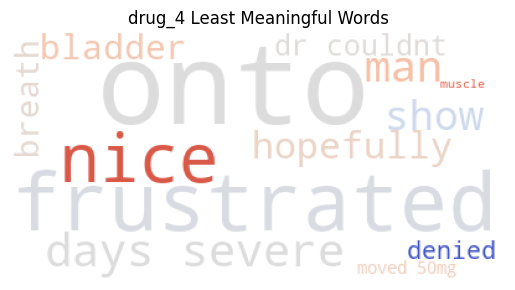 drug_4 Least Meaningful Words
bladder
dr couldnt
onto
man
muscle
breath
show
nice
hopefully
frustrated
days severe
denied
moved 50mg